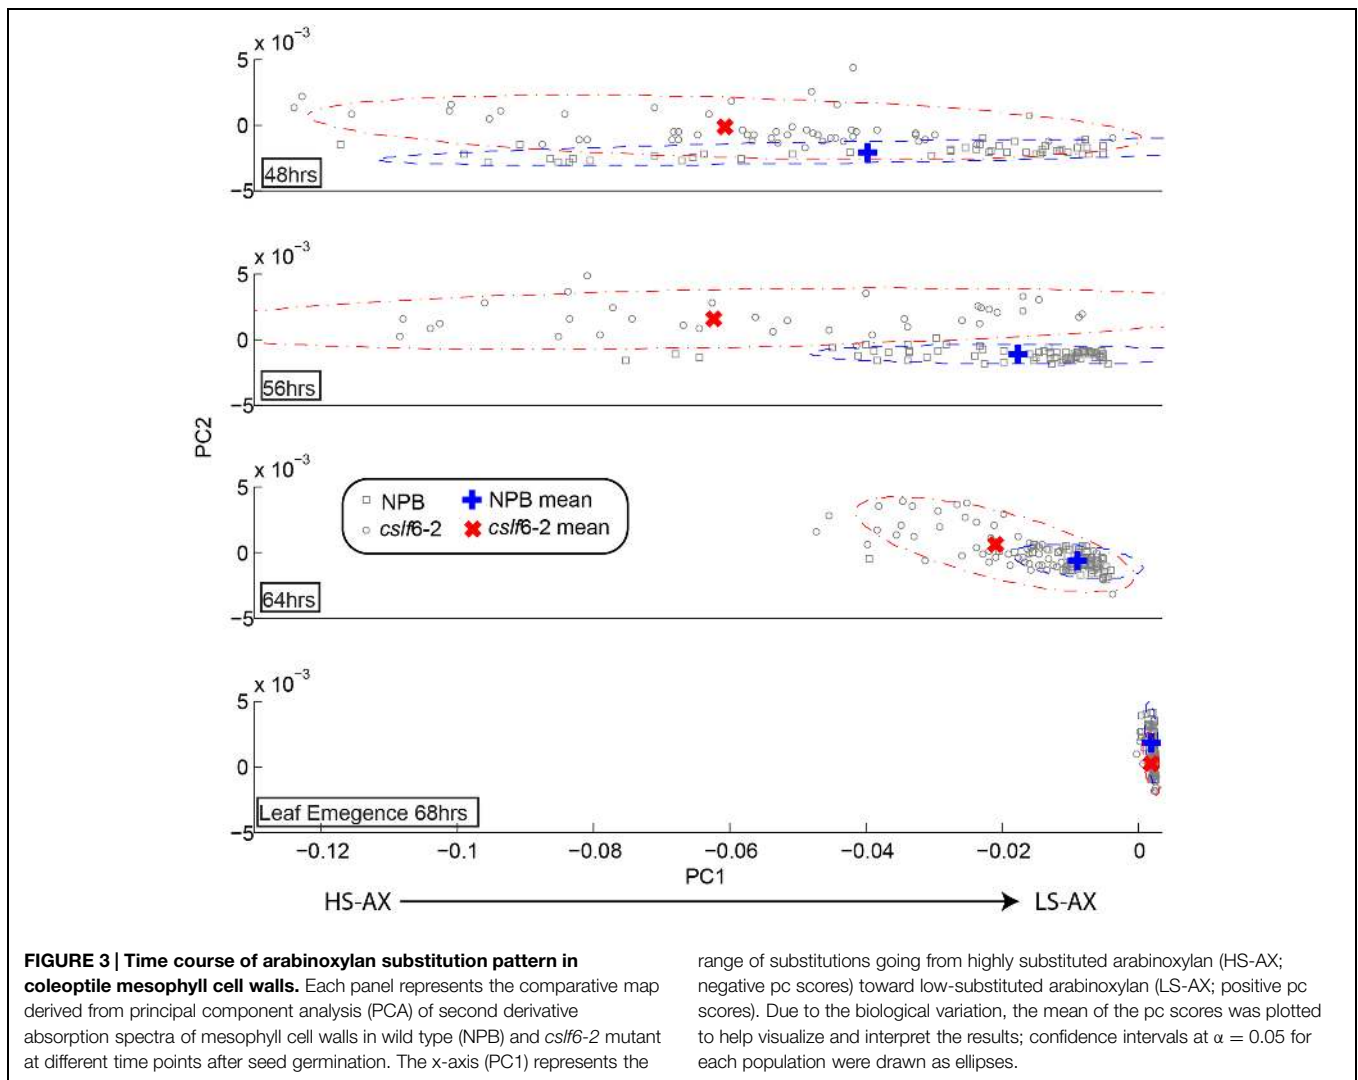 x 10⁻³
5
0
−5
48hrs
x 10⁻³
5
0
−5
56hrs
PC2
x 10⁻³
5
0
−5
NPB
NPB mean
cslf6-2
cslf6-2 mean
64hrs
x 10⁻³
5
0
−5
Leaf Emegence 68hrs
−0.12 −0.1 −0.08 −0.06 −0.04 −0.02 0
PC1
HS-AX LS-AX
FIGURE 3 | Time course of arabinoxylan substitution pattern in
coleoptile mesophyll cell walls. Each panel represents the comparative map
derived from principal component analysis (PCA) of second derivative
absorption spectra of mesophyll cell walls in wild type (NPB) and cslf6-2 mutant
at different time points after seed germination. The x-axis (PC1) represents the
range of substitutions going from highly substituted arabinoxylan (HS-AX;
negative pc scores) toward low-substituted arabinoxylan (LS-AX; positive pc
scores). Due to the biological variation, the mean of the pc scores was plotted
to help visualize and interpret the results; confidence intervals at α = 0.05 for
each population were drawn as ellipses.